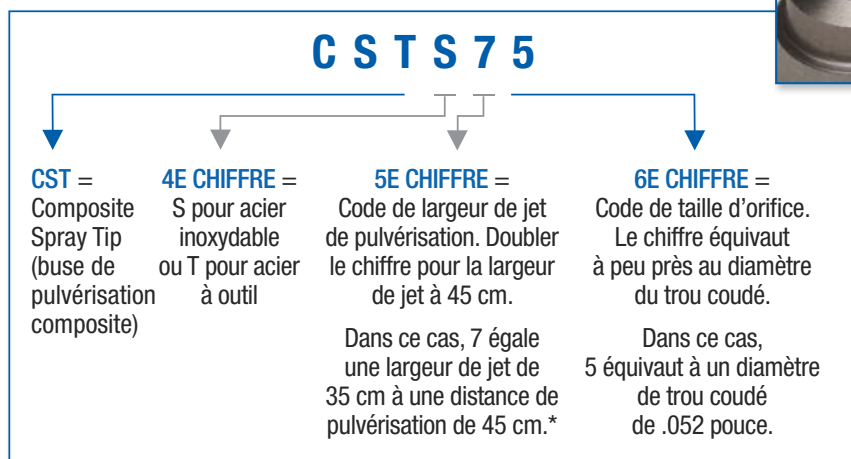 C S T S 7 5
CST =
Composite
Spray Tip
(buse de
pulvérisation
composite)
4E CHIFFRE =
S pour acier
inoxydable
ou T pour acier
à outil
5E CHIFFRE =
Code de largeur de jet
de pulvérisation. Doubler
le chiffre pour la largeur
de jet à 45 cm.
Dans ce cas, 7 égale
une largeur de jet de
35 cm à une distance de
pulvérisation de 45 cm.*
6E CHIFFRE =
Code de taille d’orifice.
Le chiffre équivaut
à peu près au diamètre
du trou coudé.
Dans ce cas,
5 équivaut à un diamètre
de trou coudé
de .052 pouce.